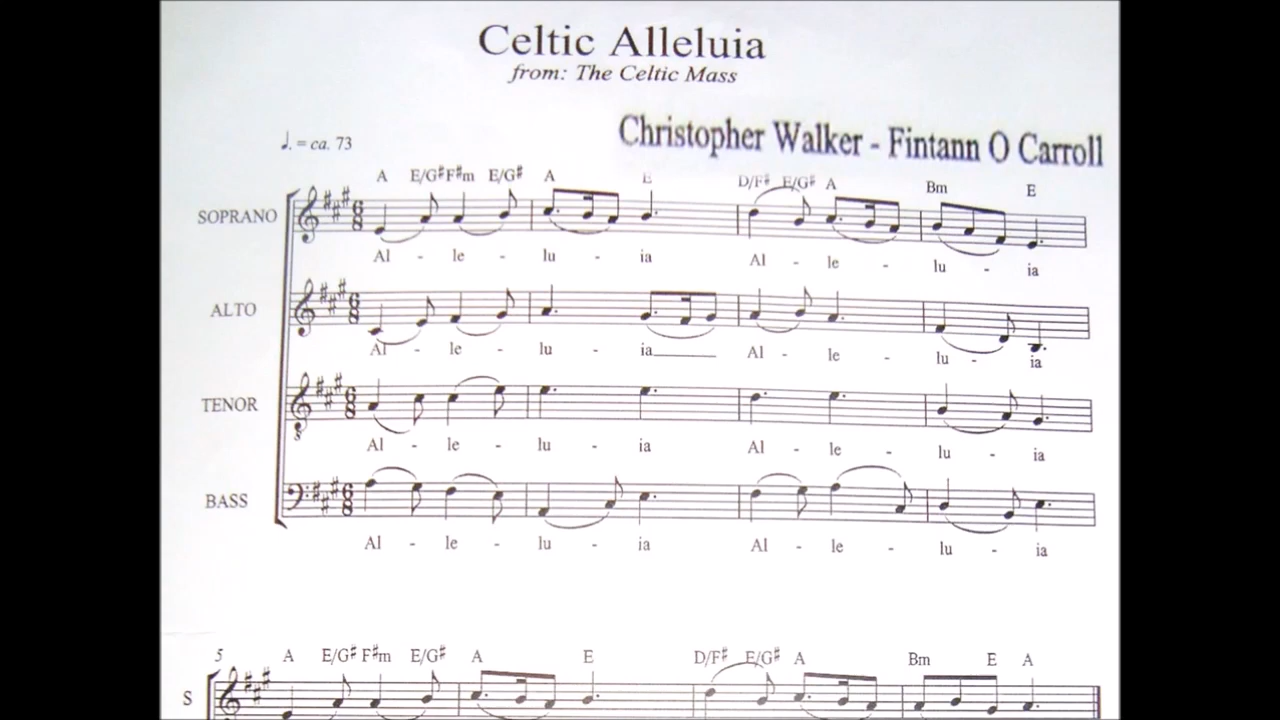 Celtic Alleluia
from: The Celtic Mass
Christopher Walker - Fintann O Carroll
♩. = ca. 73
A E/G♯ F♯m E/G♯ A E D/F♯ E/G♯ A Bm E
SOPRANO
Al - le - lu - ia Al - le - lu - ia
ALTO
Al - le - lu - ia____ Al - le - lu - ia
TENOR
Al - le - lu - ia Al - le - lu - ia
BASS
Al - le - lu - ia Al - le - lu - ia
5 A E/G♯ F♯m E/G♯ A E D/F♯ E/G♯ A Bm E A
S